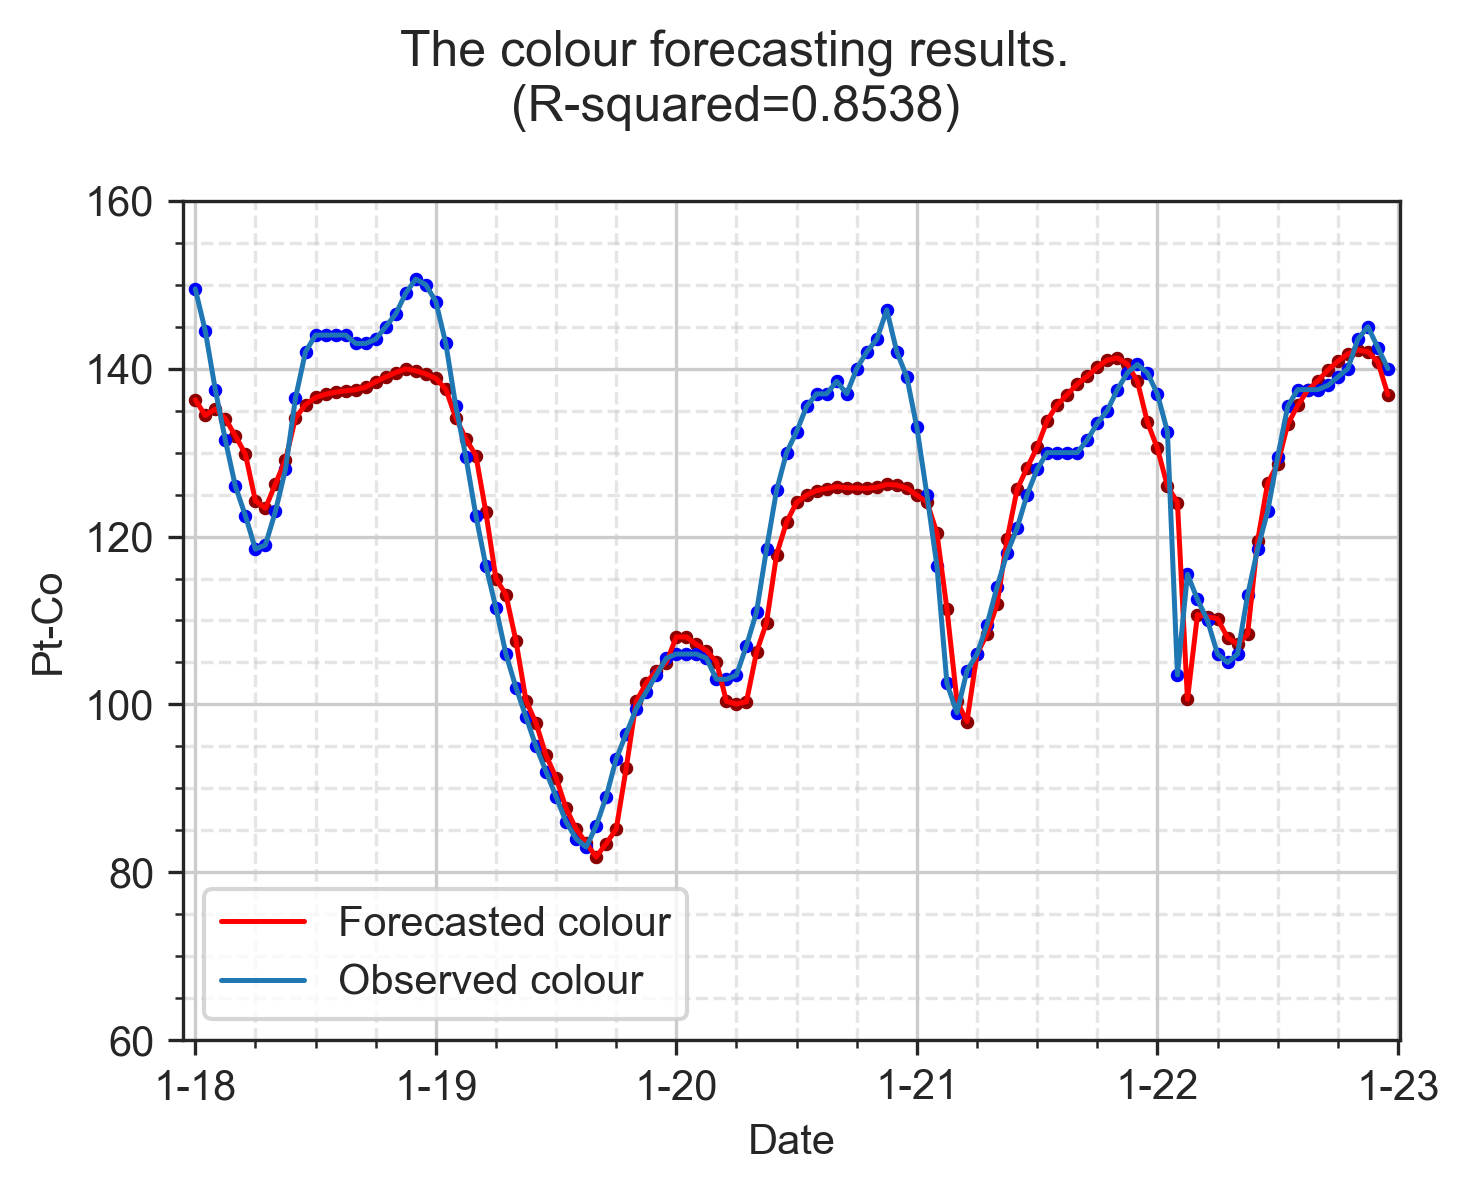 The colour forecasting results.
(R-squared=0.8538)
160
140
120
100
80
60
Pt-Co
Forecasted colour
Observed colour
1-18 1-19 1-20 1-21 1-22 1-23
Date